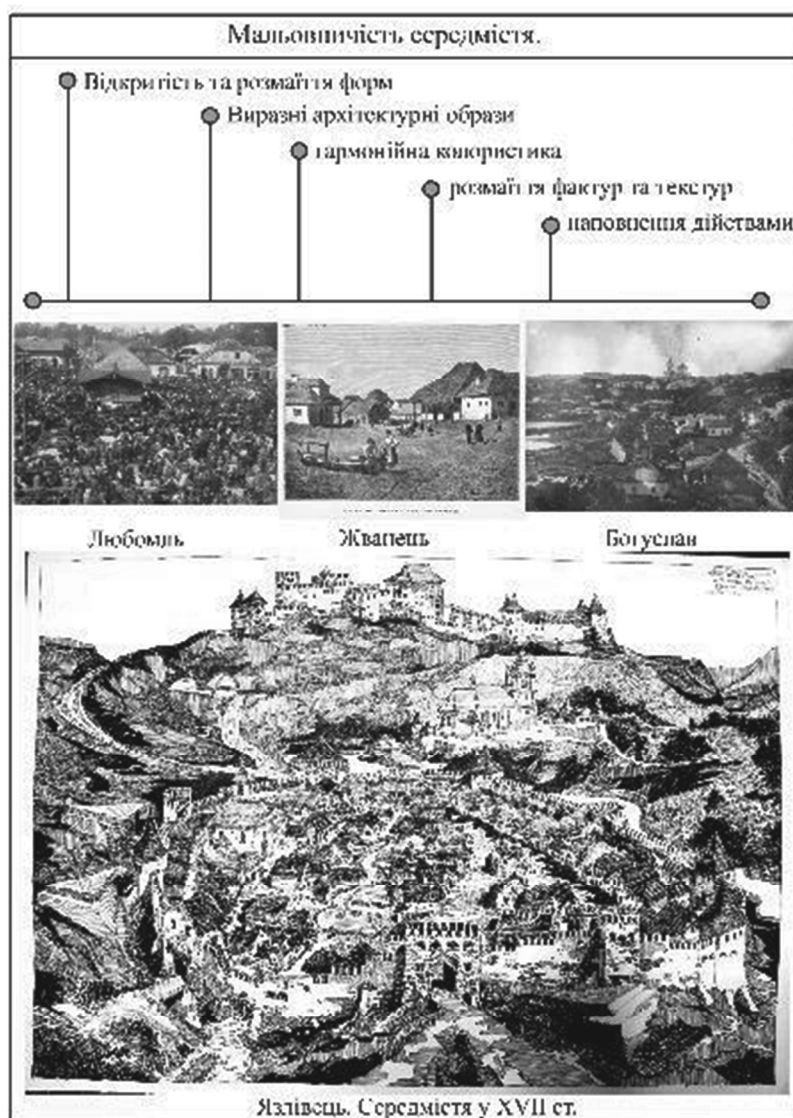 Мальовничість середмістя.
Відкритість та розмаїття форм
Виразні архітектурні образи
гармонійна колористика
розмаїття фактур та текстур
наповнення дійствами
Любомль Жванець Богуслав
Язлівець. Середмістя у XVII ст.